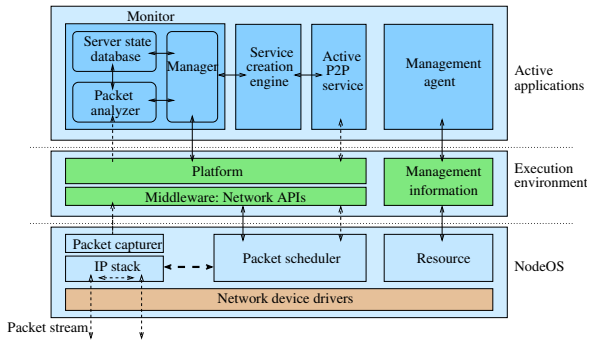 Monitor
Server state
database
Manager
Packet
analyzer
Service
creation
engine
Active
P2P
service
Management
agent
Active
applications
Platform
Middleware: Network APIs
Management
information
Execution
environment
Packet capturer
IP stack
Packet scheduler
Resource
NodeOS
Network device drivers
Packet stream